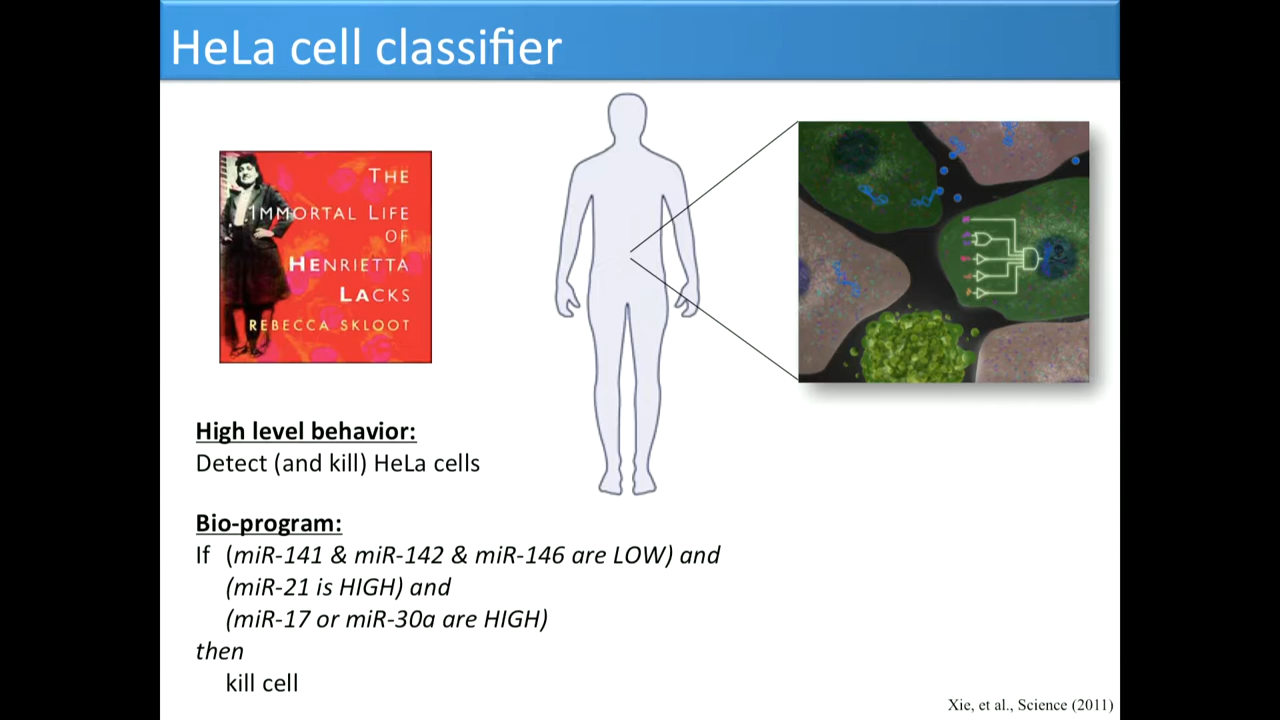 HeLa cell classifier
THE
IMMORTAL LIFE
OF
HENRIETTA
LACKS
REBECCA SKLOOT
High level behavior:
Detect (and kill) HeLa cells
Bio-program:
If (miR-141 & miR-142 & miR-146 are LOW) and
(miR-21 is HIGH) and
(miR-17 or miR-30a are HIGH)
then
kill cell
Xie, et al., Science (2011)